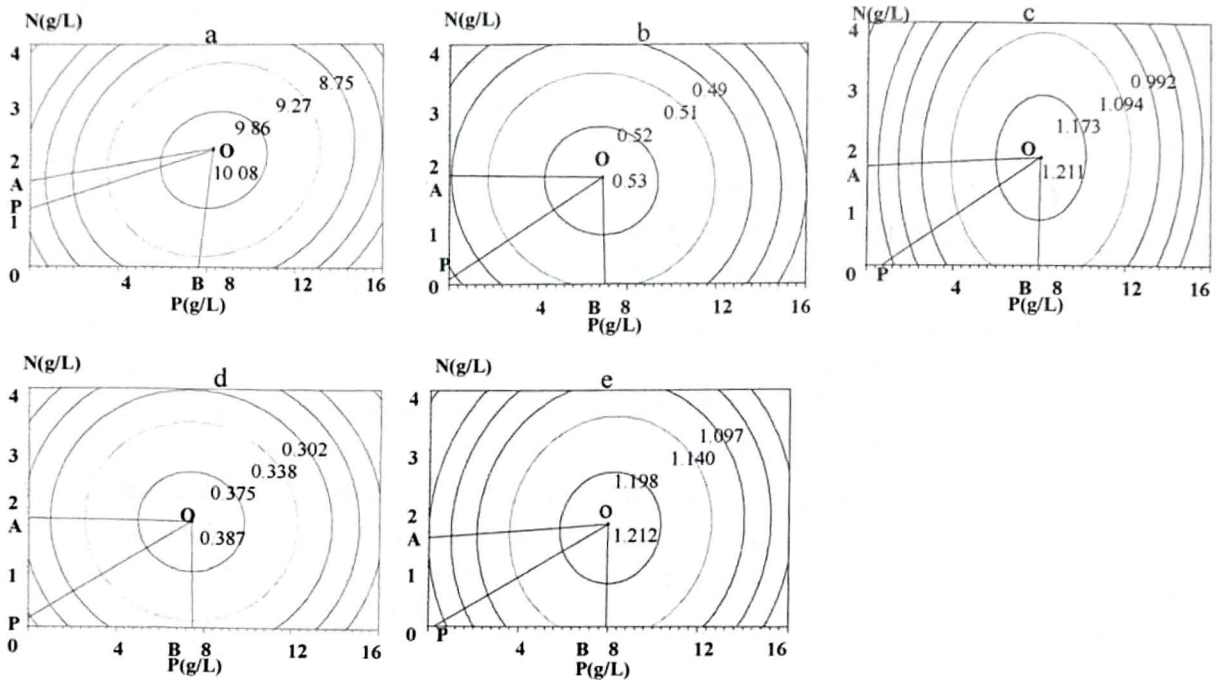 N(g/L)
a
4
3
2
A
P
1
0
8.75
9 27
9 86
O
10 08
4
B
8
12
16
P(g/L)
N(g/L)
b
4
3
2
A
1
P
0
0.49
0.51
0.52
O
0.53
4
B
8
12
16
P(g/L)
N(g/L)
c
4
3
2
A
1
0
0.992
1.094
1.173
O
1.211
P
4
B
8
12
16
P(g/L)
N(g/L)
d
4
3
2
A
1
P
0
0.302
0.338
0.375
O
0.387
4
B
8
12
16
P(g/L)
N(g/L)
e
4
3
2
A
1
0
1.097
1.140
1.198
O
1.212
P
4
B
8
12
16
P(g/L)